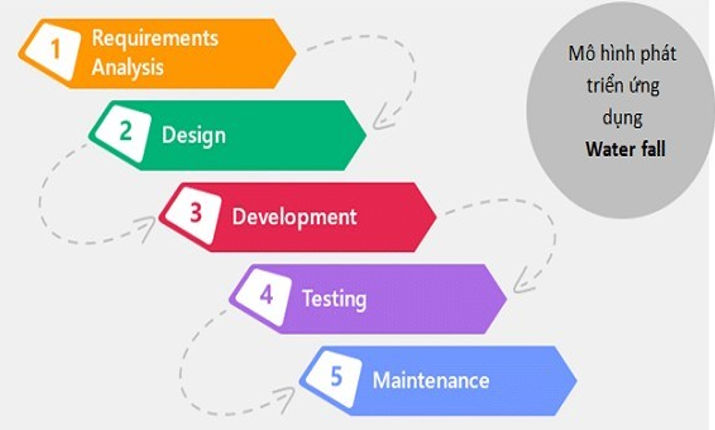 1
Requirements
Analysis
2
Design
3
Development
4
Testing
5
Maintenance
Mô hình phát
triển ứng
dụng
Water fall